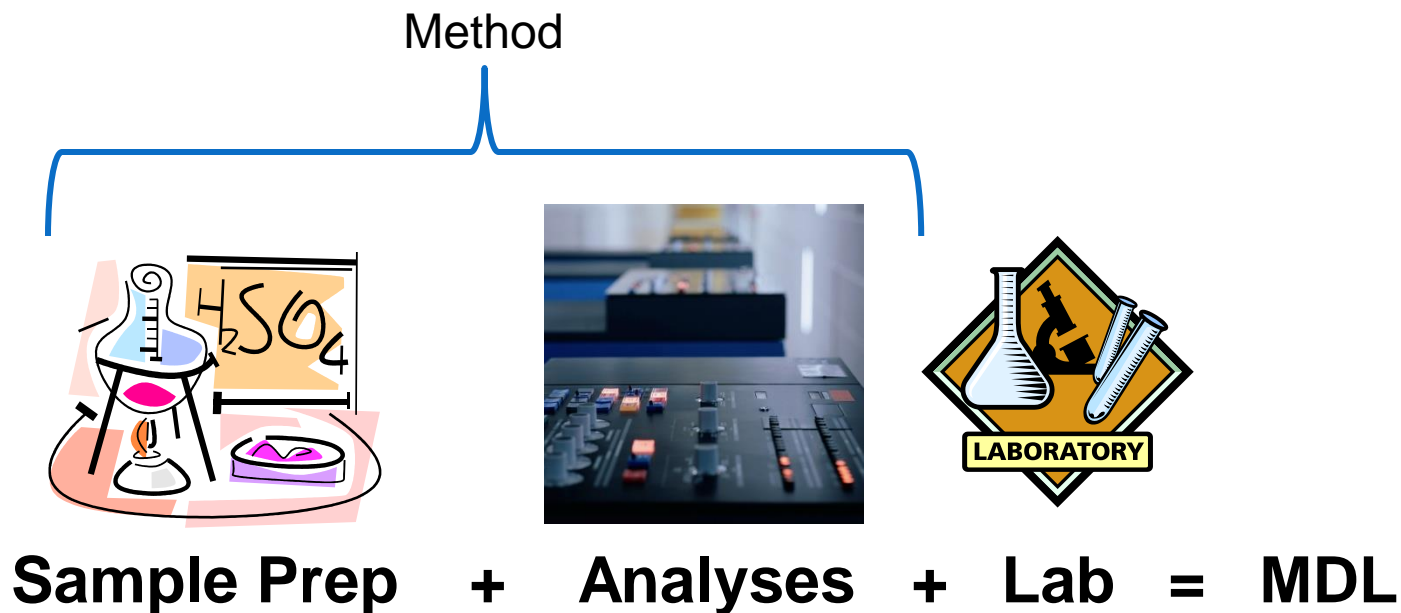 Method
H₂SO₄
LABORATORY
Sample Prep + Analyses + Lab = MDL